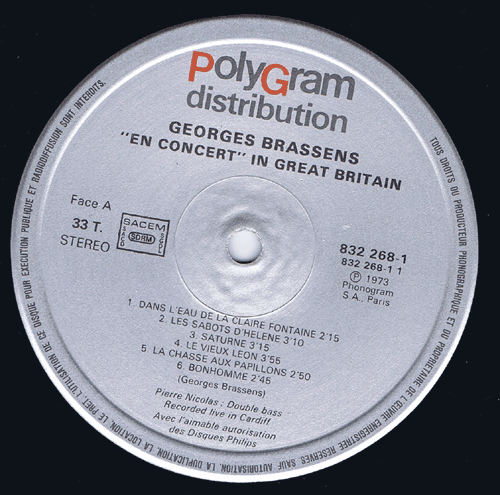 PolyGram
distribution
GEORGES BRASSENS
"EN CONCERT" IN GREAT BRITAIN
Face A
33 T.
STEREO
SACEM
SDRM
832 268-1
832 268-1 1
Ⓟ 1973
Phonogram
S.A., Paris
1. DANS L'EAU DE LA CLAIRE FONTAINE 2'15
2. LES SABOTS D'HELENE 3'10
3. SATURNE 3'15
4. LE VIEUX LEON 3'55
5. LA CHASSE AUX PAPILLONS 2'50
6. BONHOMME 2'45
(Georges Brassens)
Pierre Nicolas : Double bass
Recorded live in Cardiff
Avec l'aimable autorisation
des Disques Philips
TOUS DROITS DU PRODUCTEUR PHONOGRAPHIQUE ET DU PROPRIETAIRE DE L'ŒUVRE ENREGISTREE RESERVES. SAUF AUTORISATION, LA DUPLICATION, LA LOCATION, LE PRET, L'UTILISATION DE CE DISQUE POUR EXECUTION PUBLIQUE ET RADIODIFFUSION SONT INTERDITS.